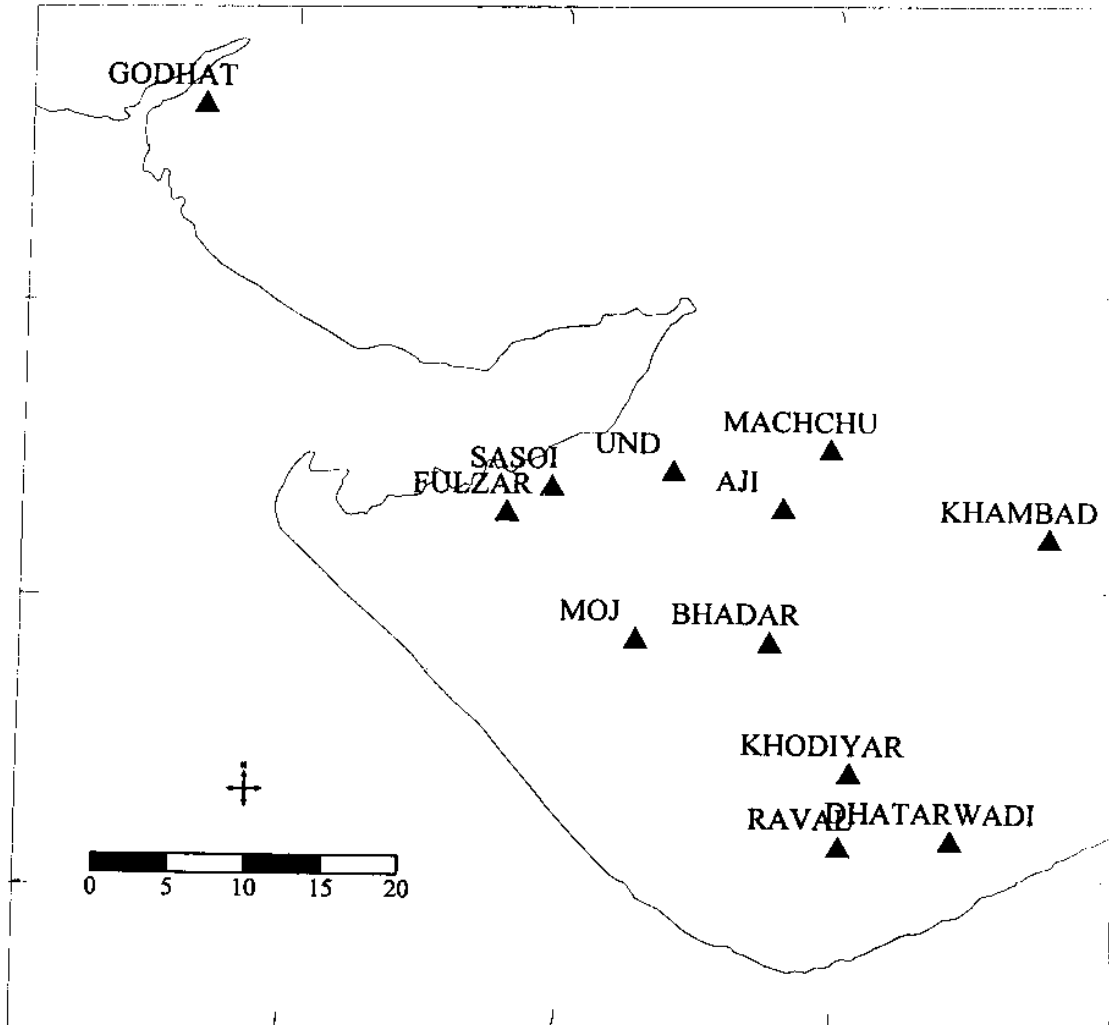 GODHAT
MACHCHU
UND
SASOI
AJI
FULZAR
KHAMBAD
MOJ
BHADAR
KHODIYAR
N
RAVAL
DHATARWADI
0 5 10 15 20